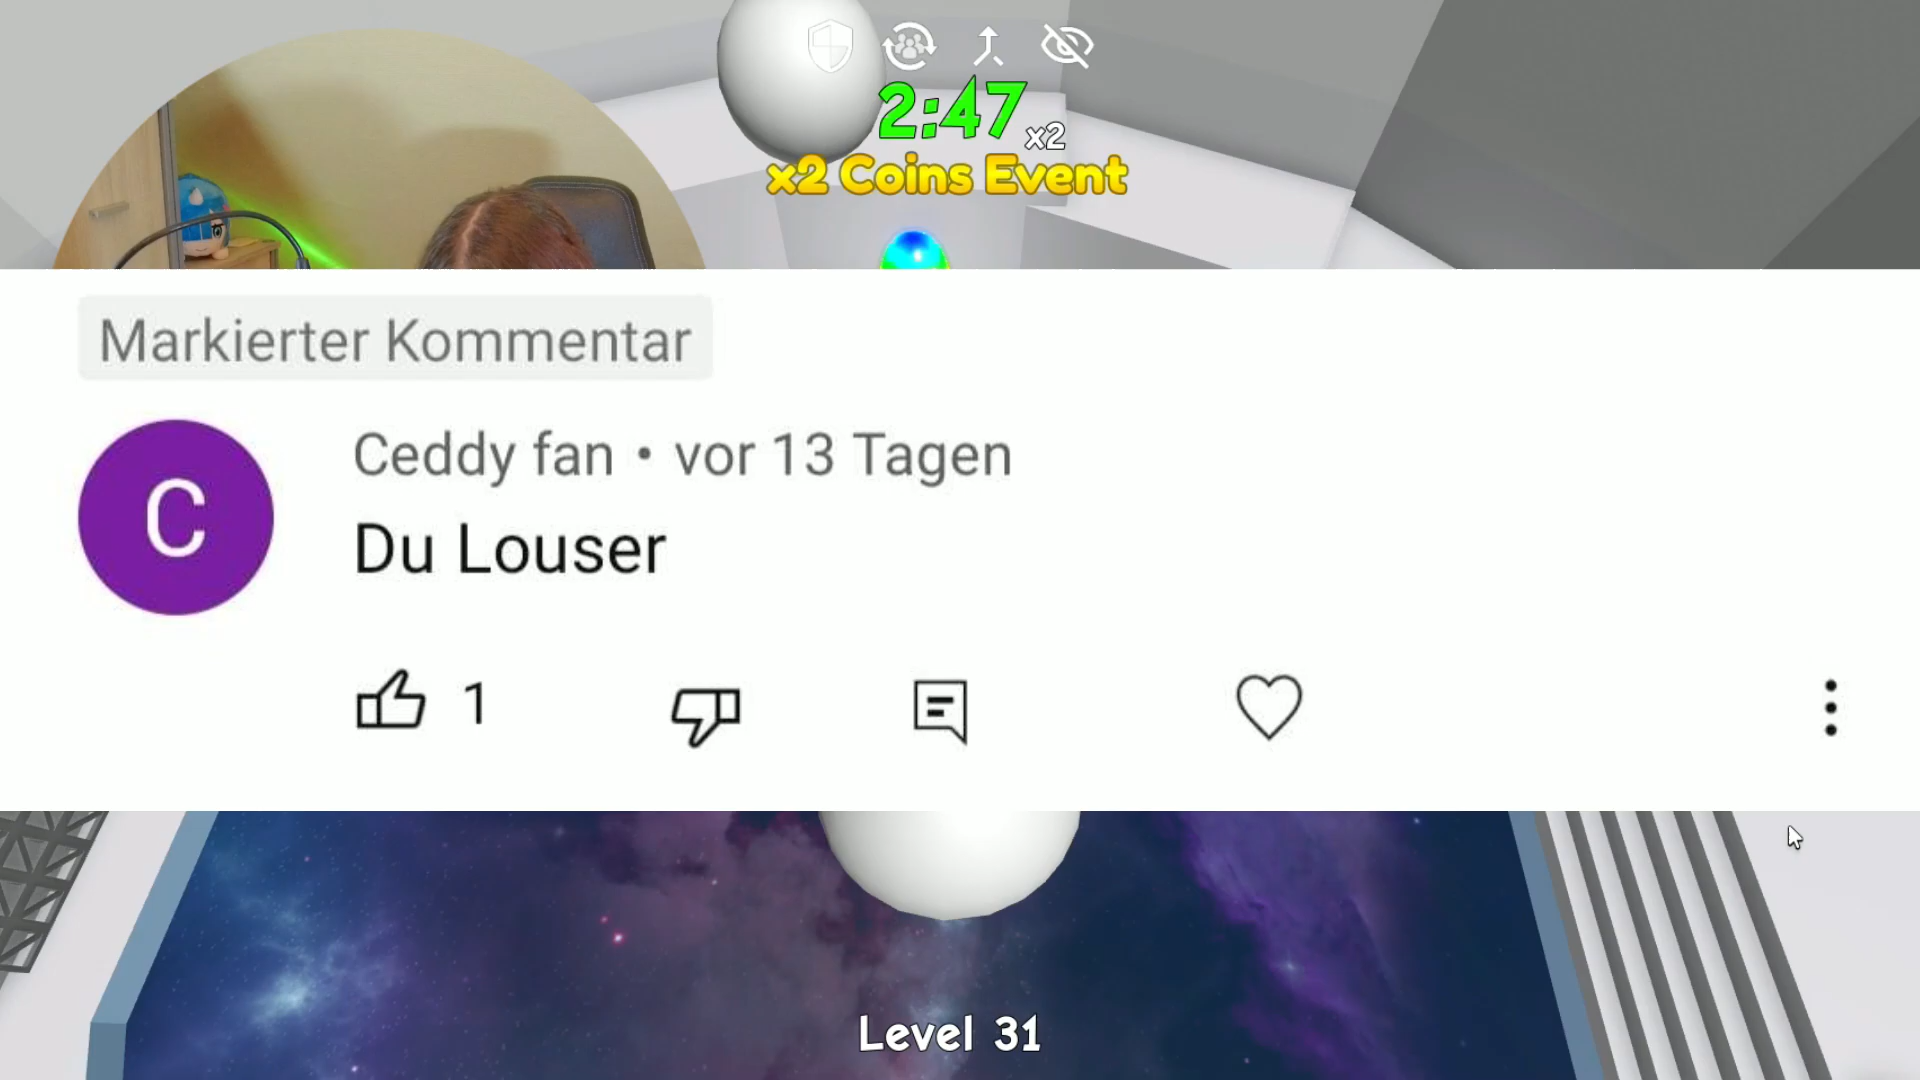 2:47
x2
x2 Coins Event
Markierter Kommentar
C
Ceddy fan • vor 13 Tagen
Du Louser
1
Level 31